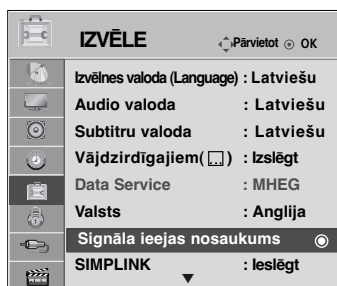 IZVĒLE Pārvietot OK
Izvēlnes valoda (Language) : Latviešu
Audio valoda : Latviešu
Subtitru valoda : Latviešu
Vājdzirdīgajiem( ) : Izslēgt
Data Service : MHEG
Valsts : Anglija
Signāla ieejas nosaukums
SIMPLINK : Ieslēgt